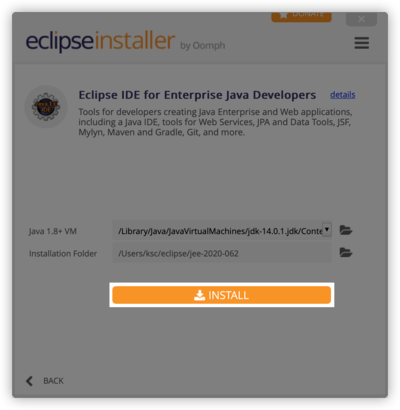 DONATE
eclipseinstaller by Oomph
Eclipse IDE for Enterprise Java Developers details
Tools for developers creating Java Enterprise and Web applications,
including a Java IDE, tools for Web Services, JPA and Data Tools, JSF,
Mylyn, Maven and Gradle, Git, and more.
Java 1.8+ VM /Library/Java/JavaVirtualMachines/jdk-14.0.1.jdk/Conte
Installation Folder /Users/ksc/eclipse/jee-2020-062
INSTALL
BACK